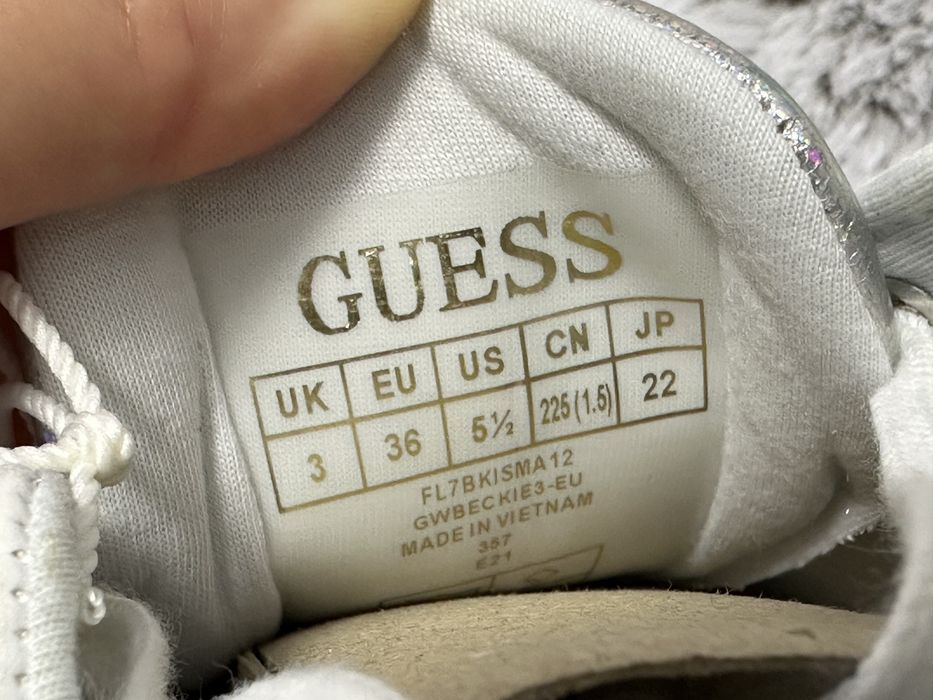 GUESS
UK EU US CN JP
3 36 5½ 225(1.5) 22
FL7BKISMA12
GWBECKIE3-EU
MADE IN VIETNAM
357
E21